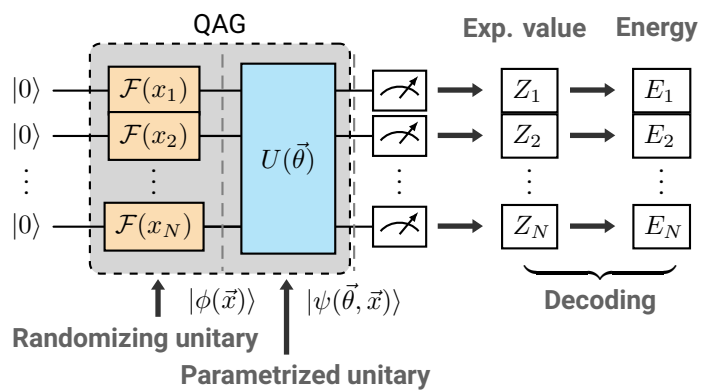 QAG
Exp. value Energy
|0⟩ F(x₁) Z₁ E₁
|0⟩ F(x₂) Z₂ E₂
U(θ⃗)
⋮ ⋮ ⋮ ⋮ ⋮
|0⟩ F(x_N) Z_N E_N
|ϕ(x⃗)⟩ |ψ(θ⃗, x⃗)⟩
Decoding
Randomizing unitary
Parametrized unitary